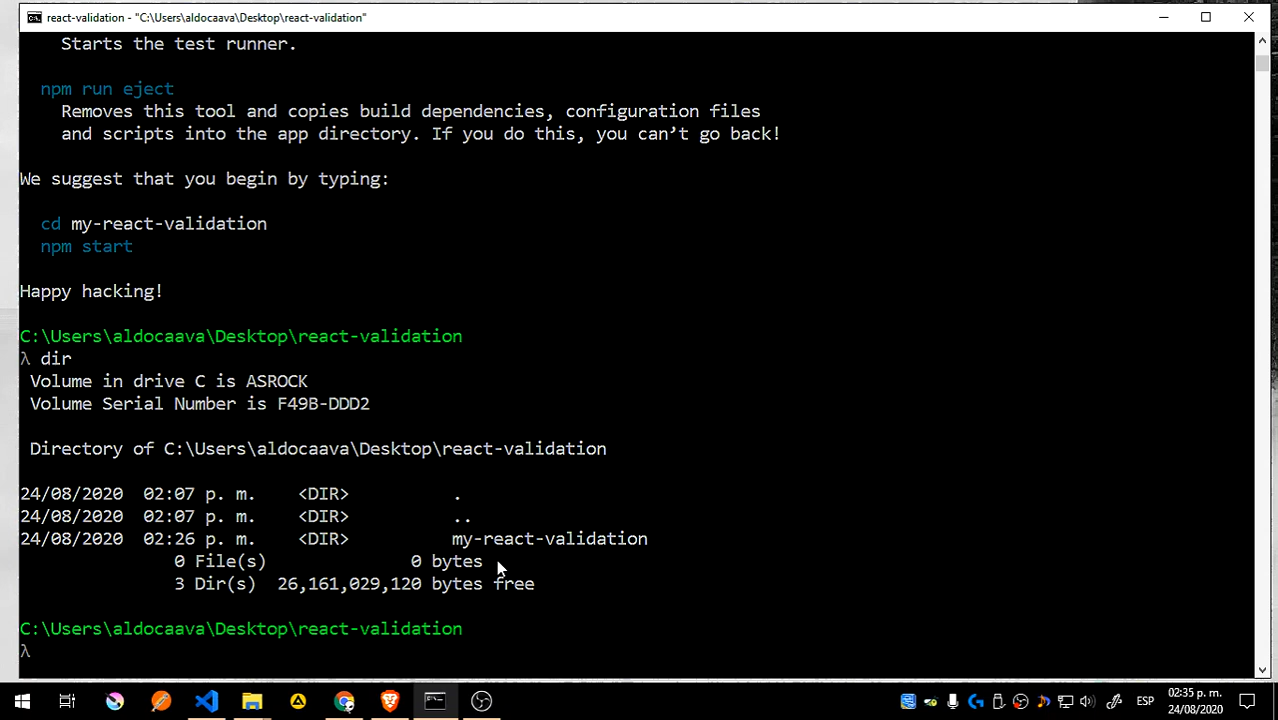 react-validation - "C:\Users\aldocaava\Desktop\react-validation"
Starts the test runner.
npm run eject
Removes this tool and copies build dependencies, configuration files
and scripts into the app directory. If you do this, you can’t go back!
We suggest that you begin by typing:
cd my-react-validation
npm start
Happy hacking!
C:\Users\aldocaava\Desktop\react-validation
λ dir
Volume in drive C is ASROCK
Volume Serial Number is F49B-DDD2
Directory of C:\Users\aldocaava\Desktop\react-validation
24/08/2020  02:07 p. m.    <DIR>          .
24/08/2020  02:07 p. m.    <DIR>          ..
24/08/2020  02:26 p. m.    <DIR>          my-react-validation
0 File(s)              0 bytes
3 Dir(s)  26,161,029,120 bytes free
C:\Users\aldocaava\Desktop\react-validation
λ
ESP
02:35 p. m.
24/08/2020